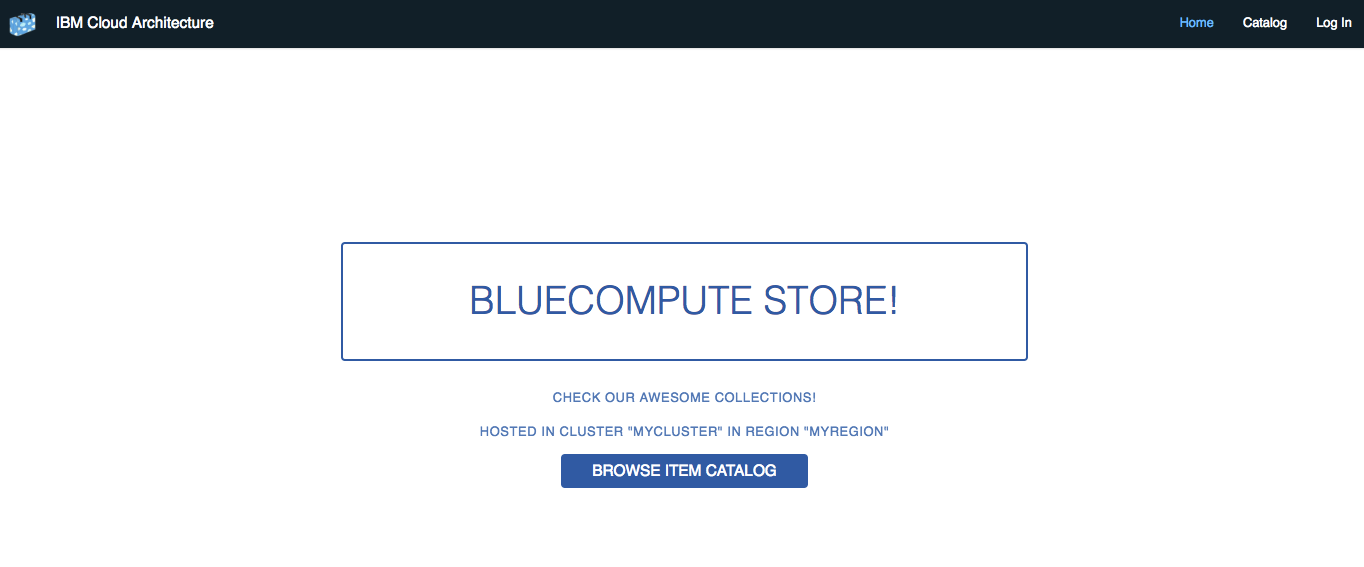 IBM Cloud Architecture
Home Catalog Log In
BLUECOMPUTE STORE!
CHECK OUR AWESOME COLLECTIONS!
HOSTED IN CLUSTER "MYCLUSTER" IN REGION "MYREGION"
BROWSE ITEM CATALOG